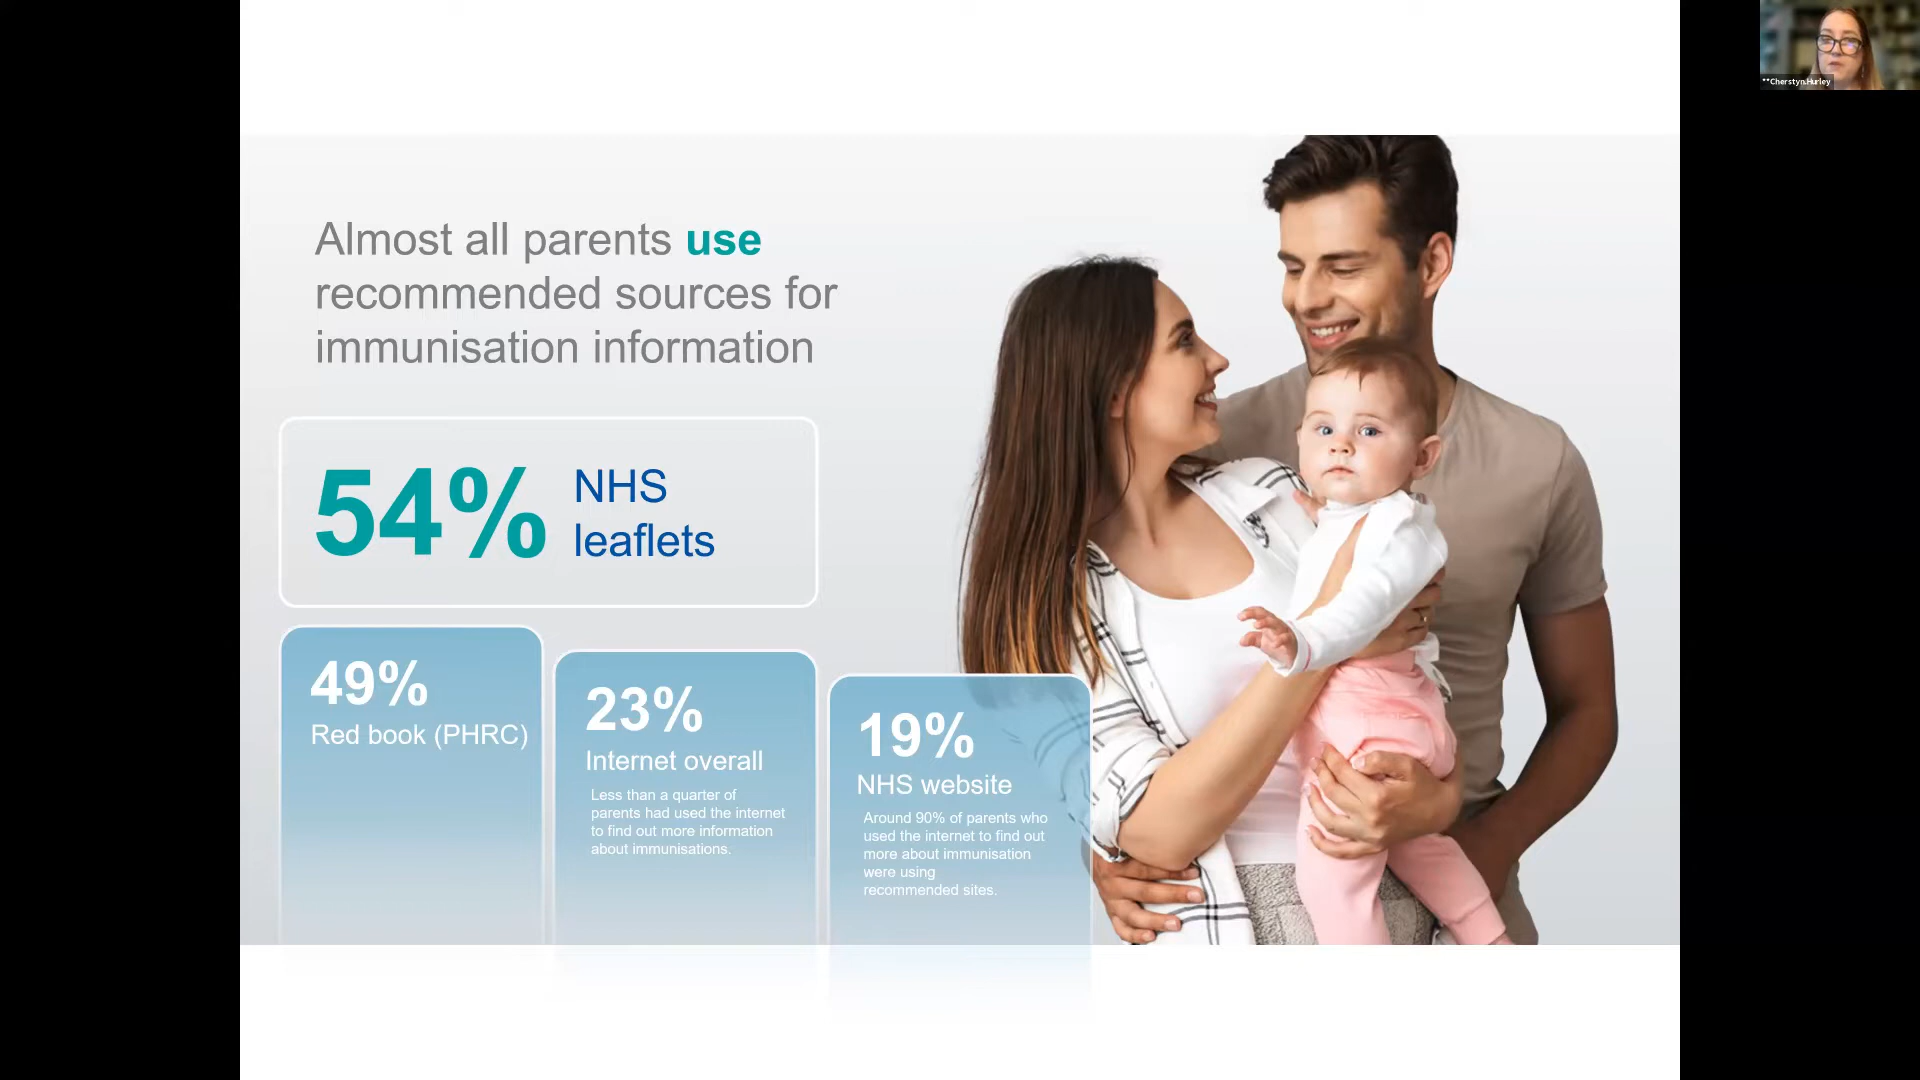 **Cherstyn.Hurley
Almost all parents use
recommended sources for
immunisation information
54%
NHS
leaflets
49%
Red book (PHRC)
23%
Internet overall
Less than a quarter of
parents had used the internet
to find out more information
about immunisations.
19%
NHS website
Around 90% of parents who
used the internet to find out
more about immunisation
were using
recommended sites.